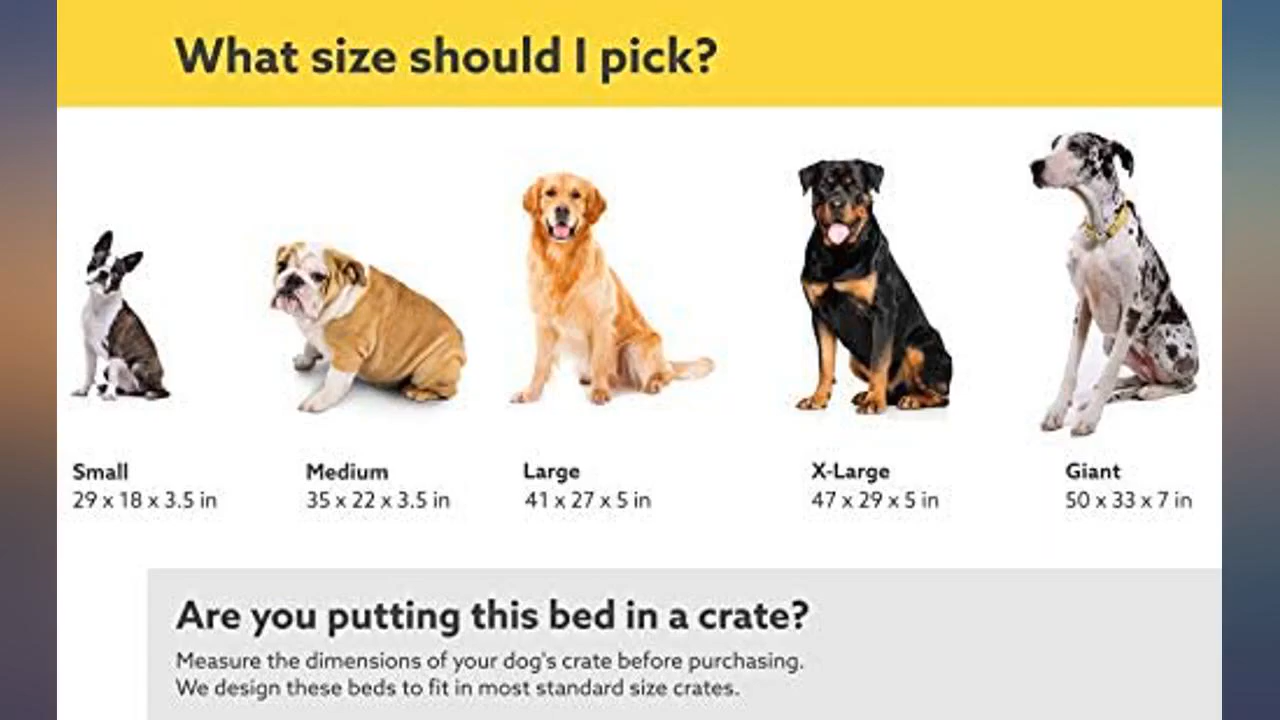 What size should I pick?
Small
29 x 18 x 3.5 in
Medium
35 x 22 x 3.5 in
Large
41 x 27 x 5 in
X-Large
47 x 29 x 5 in
Giant
50 x 33 x 7 in
Are you putting this bed in a crate?
Measure the dimensions of your dog's crate before purchasing.
We design these beds to fit in most standard size crates.